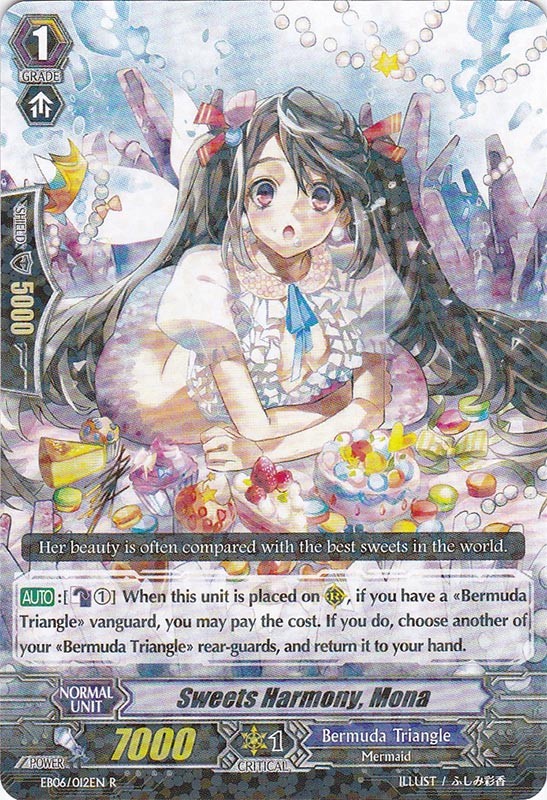 1
GRADE
SHIELD
5000
Her beauty is often compared with the best sweets in the world.
AUTO:[①] When this unit is placed on (R), if you have a «Bermuda
Triangle» vanguard, you may pay the cost. If you do, choose another of
your «Bermuda Triangle» rear-guards, and return it to your hand.
NORMAL
UNIT
Sweets Harmony, Mona
POWER
7000
1
CRITICAL
Bermuda Triangle
Mermaid
EB06/012EN R
ILLUST / ふしみ彩香